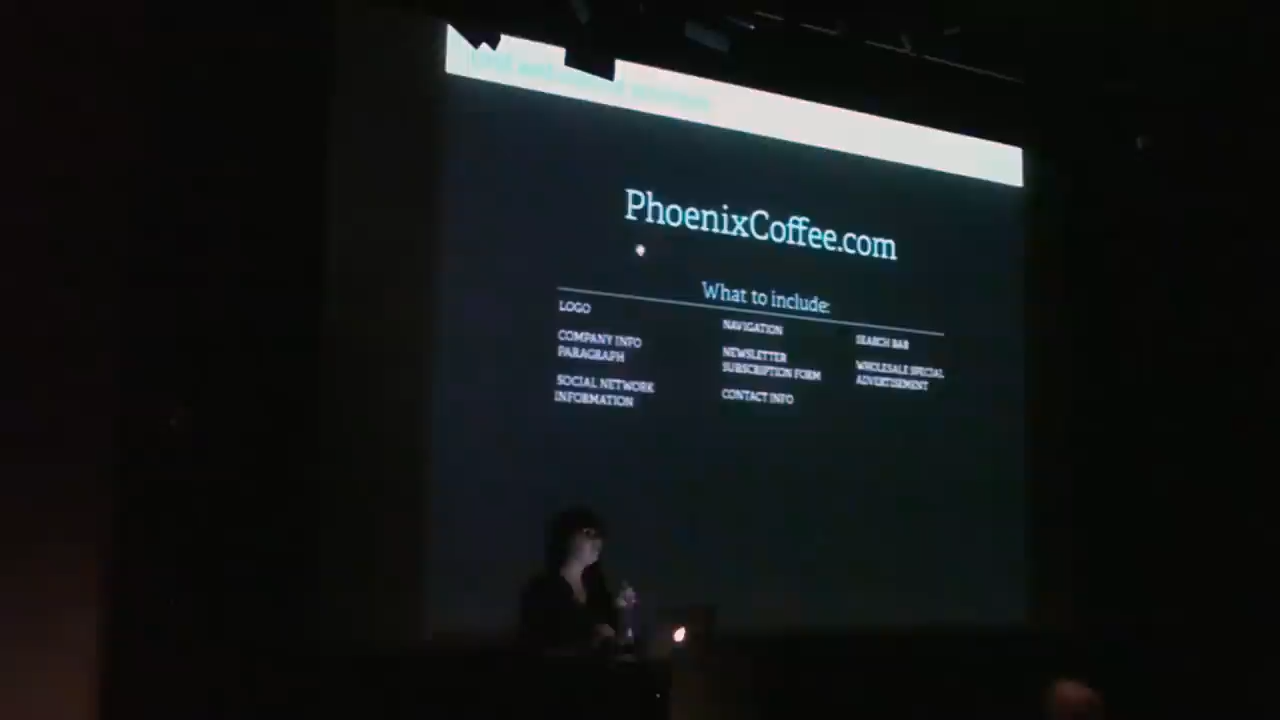 PhoenixCoffee.com
What to include:
LOGO
COMPANY INFO
PARAGRAPH
SOCIAL NETWORK
INFORMATION
NAVIGATION
NEWSLETTER
SUBSCRIPTION FORM
CONTACT INFO
SEARCH BAR
WHOLESALE SPECIAL
ADVERTISEMENT